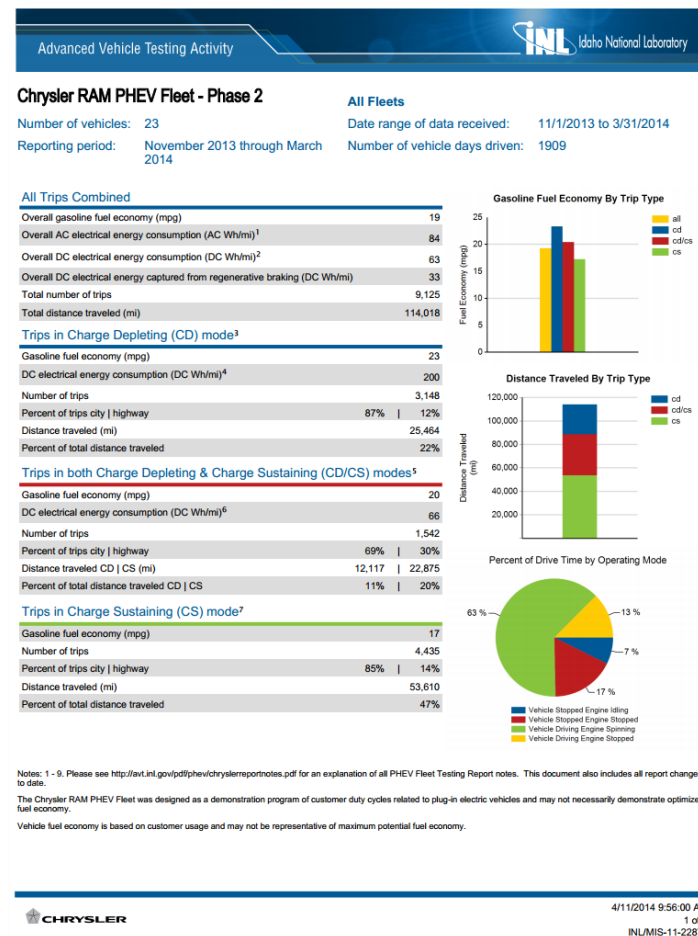 Advanced Vehicle Testing Activity
INL Idaho National Laboratory
Chrysler RAM PHEV Fleet - Phase 2
Number of vehicles: 23
Reporting period: November 2013 through March 2014
All Fleets
Date range of data received: 11/1/2013 to 3/31/2014
Number of vehicle days driven: 1909
All Trips Combined
Overall gasoline fuel economy (mpg) 19
Overall AC electrical energy consumption (AC Wh/mi)1 84
Overall DC electrical energy consumption (DC Wh/mi)2 63
Overall DC electrical energy captured from regenerative braking (DC Wh/mi) 33
Total number of trips 9,125
Total distance traveled (mi) 114,018
Trips in Charge Depleting (CD) mode3
Gasoline fuel economy (mpg) 23
DC electrical energy consumption (DC Wh/mi)4 200
Number of trips 3,148
Percent of trips city | highway 87% | 12%
Distance traveled (mi) 25,464
Percent of total distance traveled 22%
Trips in both Charge Depleting & Charge Sustaining (CD/CS) modes5
Gasoline fuel economy (mpg) 20
DC electrical energy consumption (DC Wh/mi)6 66
Number of trips 1,542
Percent of trips city | highway 69% | 30%
Distance traveled CD | CS (mi) 12,117 | 22,875
Percent of total distance traveled CD | CS 11% | 20%
Trips in Charge Sustaining (CS) mode7
Gasoline fuel economy (mpg) 17
Number of trips 4,435
Percent of trips city | highway 85% | 14%
Distance traveled (mi) 53,610
Percent of total distance traveled 47%
Gasoline Fuel Economy By Trip Type
Fuel Economy (mpg)
25
20
15
10
5
0
all
cd
cd/cs
cs
Distance Traveled By Trip Type
Distance Traveled
(mi)
120,000
100,000
80,000
60,000
40,000
20,000
cd
cd/cs
cs
Percent of Drive Time by Operating Mode
63 %
13 %
7 %
17 %
Vehicle Stopped Engine Idling
Vehicle Stopped Engine Stopped
Vehicle Driving Engine Spinning
Vehicle Driving Engine Stopped
Notes: 1 - 9. Please see http://avt.inl.gov/pdf/phev/chryslerreportnotes.pdf for an explanation of all PHEV Fleet Testing Report notes. This document also includes all report change
to date.
The Chrysler RAM PHEV Fleet was designed as a demonstration program of customer duty cycles related to plug-in electric vehicles and may not necessarily demonstrate optimize
fuel economy.
Vehicle fuel economy is based on customer usage and may not be representative of maximum potential fuel economy.
CHRYSLER
4/11/2014 9:56:00 A
1 of
INL/MIS-11-228